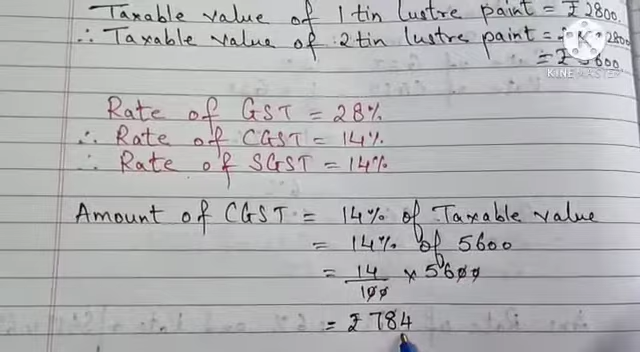 Taxable value of 1 tin lustre paint = ₹ 2800.
∴ Taxable value of 2 tin lustre paint = 2800
= ₹ 5600
KINEMASTER
Rate of GST = 28%
∴ Rate of CGST = 14%
∴ Rate of SGST = 14%
Amount of CGST = 14% of Taxable value
= 14% of 5600
= 14/100 × 5600
= ₹ 784